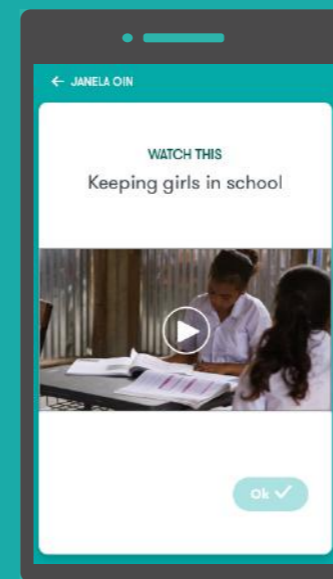 ← JANELA OIN
WATCH THIS
Keeping girls in school
Ok ✓